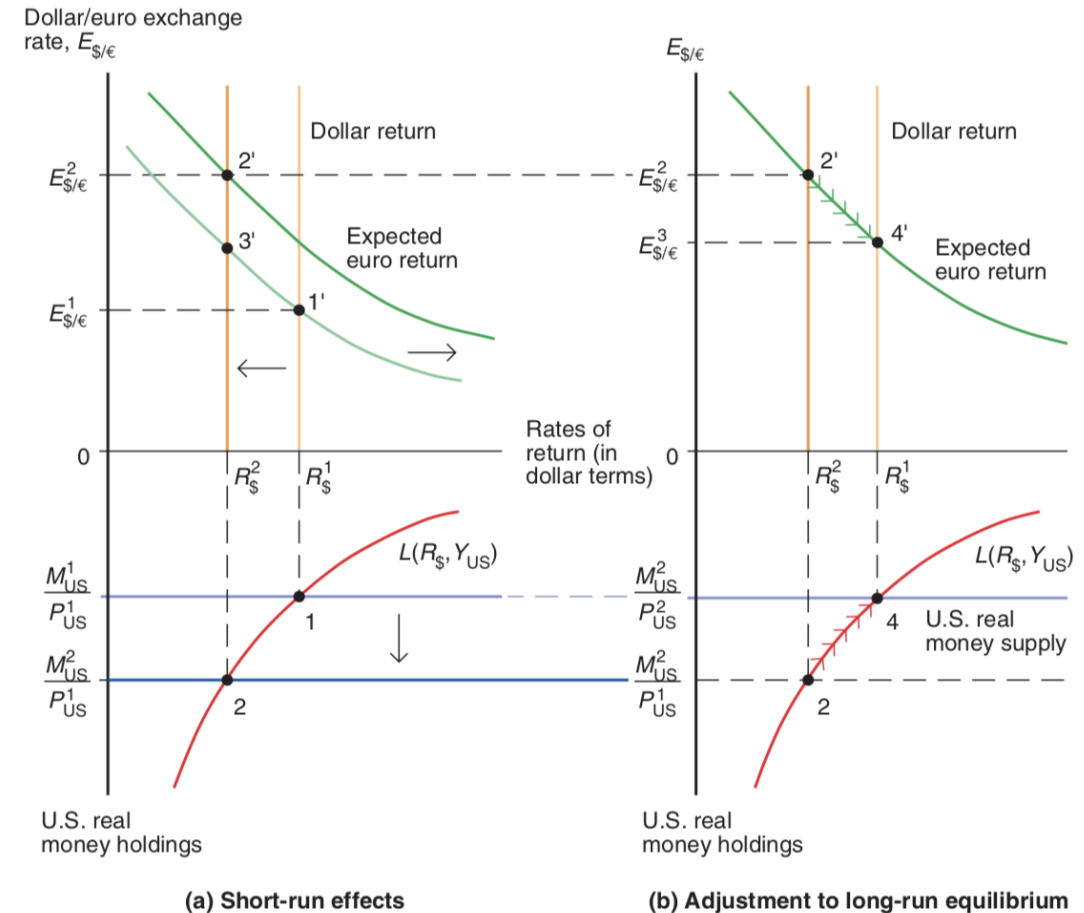 Dollar/euro exchange
rate, E$/€
E$/€
Dollar return
Dollar return
2'
2'
E²$/€
E²$/€
3'
4'
Expected
euro return
E³$/€
Expected
euro return
E¹$/€
1'
Rates of
return (in
dollar terms)
0
0
R²$
R¹$
R²$
R¹$
L(R$, YUS)
L(R$, YUS)
M¹US
P¹US
M²US
P²US
1
4
U.S. real
money supply
M²US
P¹US
M²US
P¹US
2
2
U.S. real
money holdings
U.S. real
money holdings
(a) Short-run effects
(b) Adjustment to long-run equilibrium